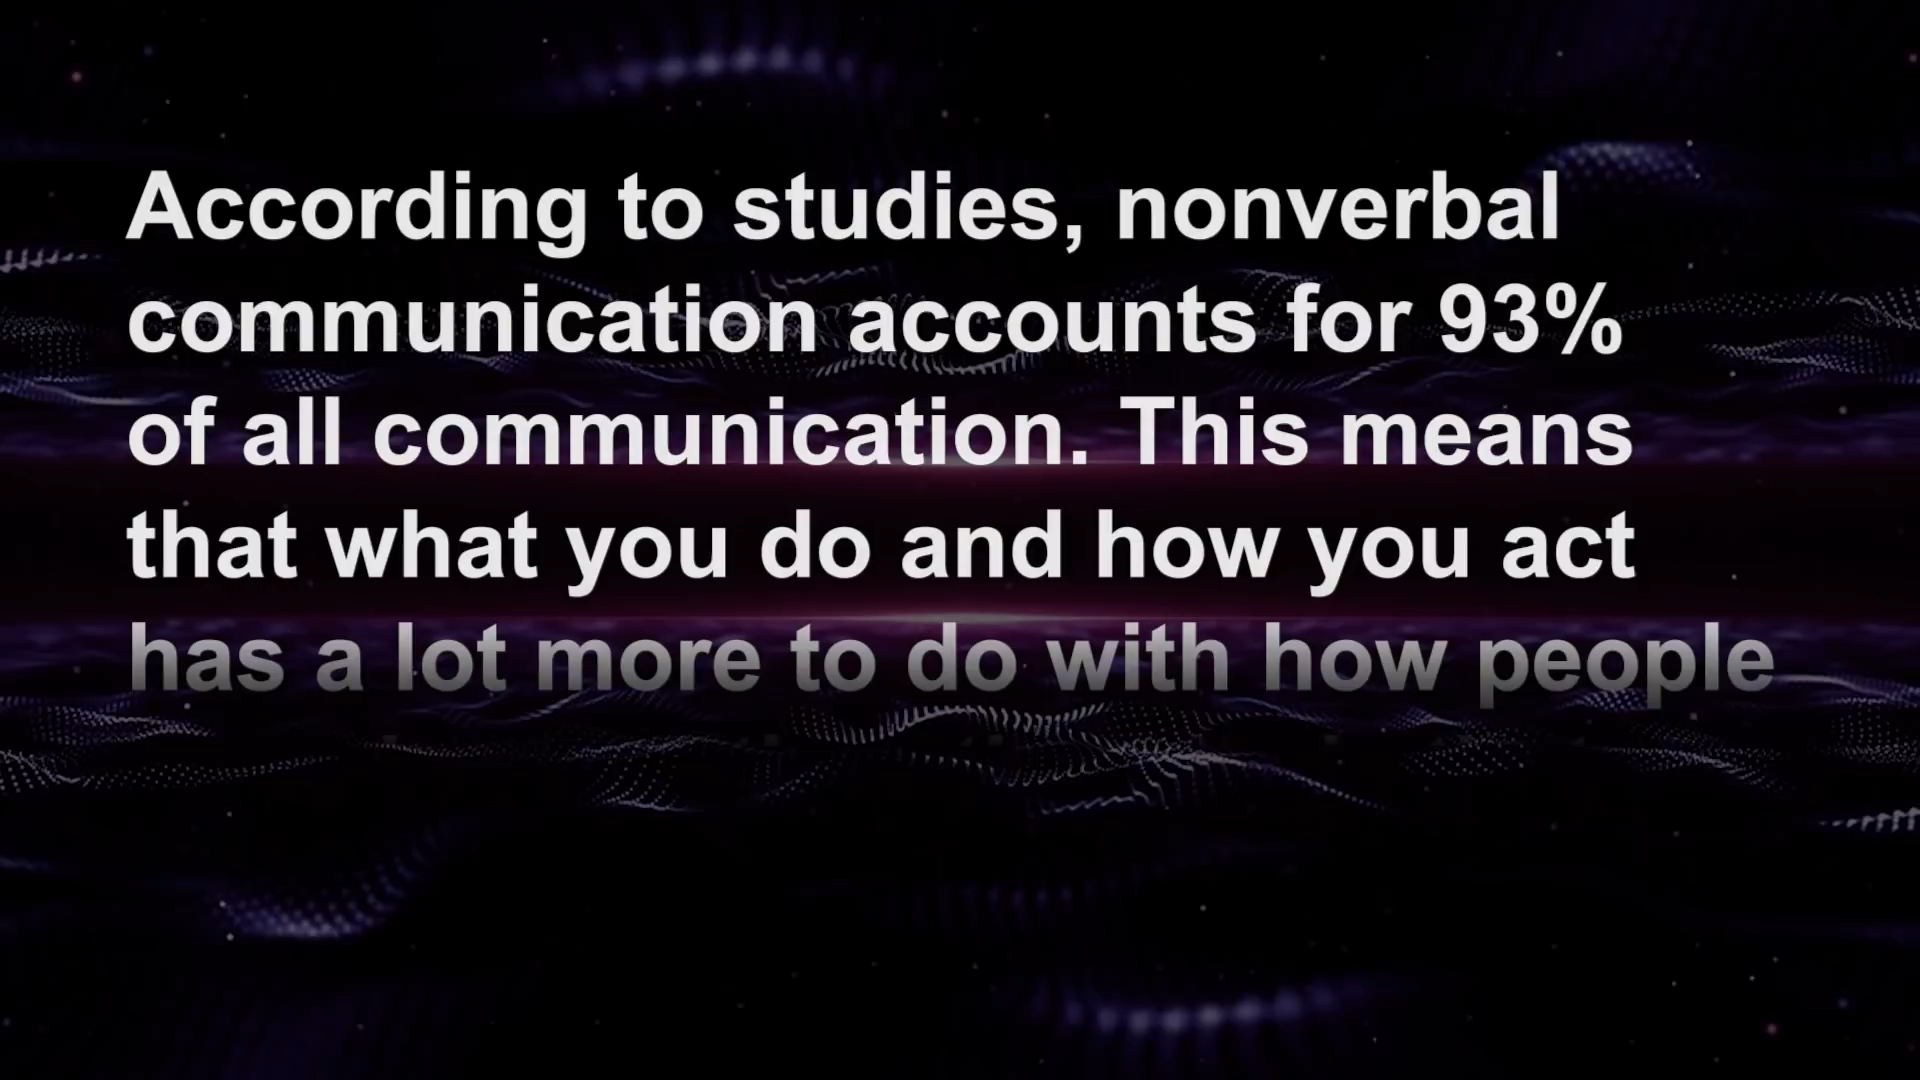 According to studies, nonverbal
communication accounts for 93%
of all communication. This means
that what you do and how you act
has a lot more to do with how people